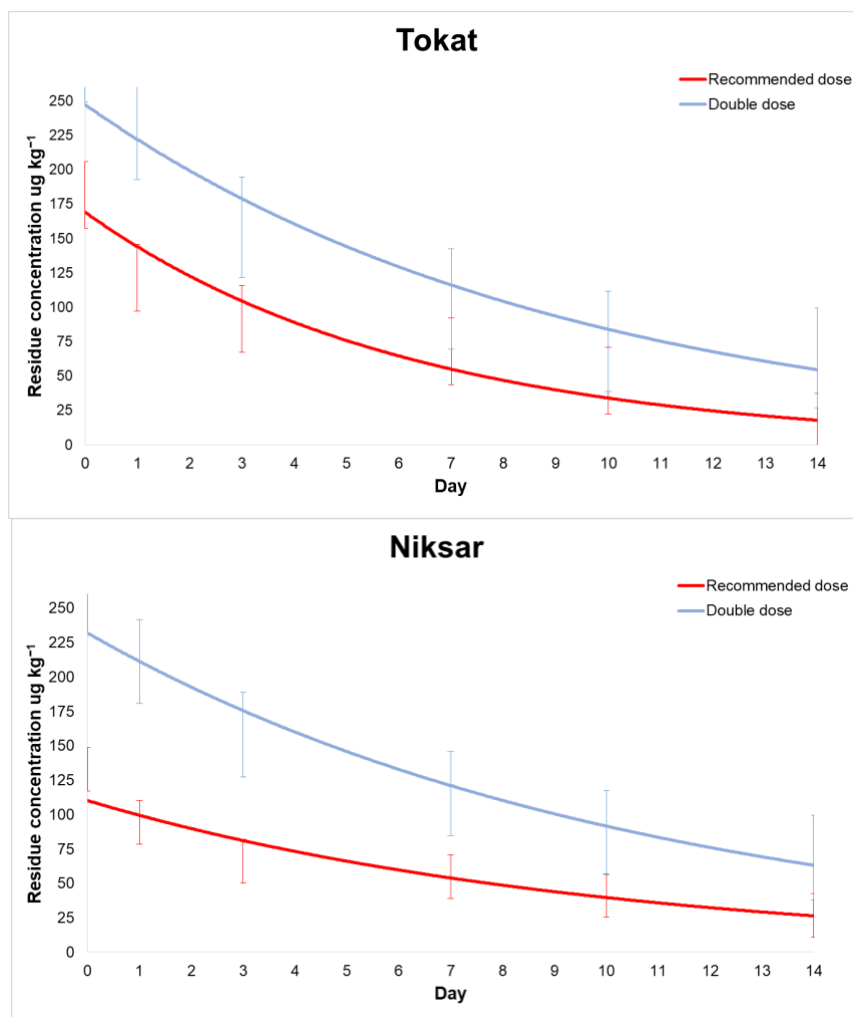 Tokat
Recommended dose
Double dose
Residue concentration ug kg⁻¹
250
225
200
175
150
125
100
75
50
25
0
0 1 2 3 4 5 6 7 8 9 10 11 12 13 14
Day
Niksar
Recommended dose
Double dose
Residue concentration ug kg⁻¹
250
225
200
175
150
125
100
75
50
25
0
0 1 2 3 4 5 6 7 8 9 10 11 12 13 14
Day